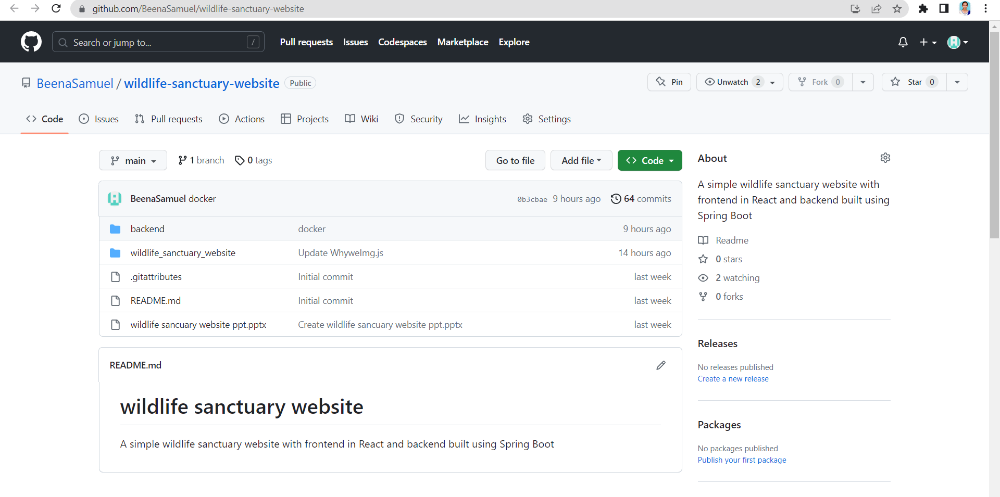 github.com/BeenaSamuel/wildlife-sanctuary-website
Search or jump to... /
Pull requests Issues Codespaces Marketplace Explore
BeenaSamuel / wildlife-sanctuary-website Public
Pin Unwatch 2 Fork 0 Star 0
Code Issues Pull requests Actions Projects Wiki Security Insights Settings
main 1 branch 0 tags Go to file Add file Code
BeenaSamuel docker 0b3cbae 9 hours ago 64 commits
backend docker 9 hours ago
wildlife_sanctuary_website Update WhyweImg.js 14 hours ago
.gitattributes Initial commit last week
README.md Initial commit last week
wildlife sancuary website ppt.pptx Create wildlife sancuary website ppt.pptx last week
README.md
wildlife sanctuary website
A simple wildlife sanctuary website with frontend in React and backend built using Spring Boot
About
A simple wildlife sanctuary website with
frontend in React and backend built using
Spring Boot
Readme
0 stars
2 watching
0 forks
Releases
No releases published
Create a new release
Packages
No packages published
Publish your first package